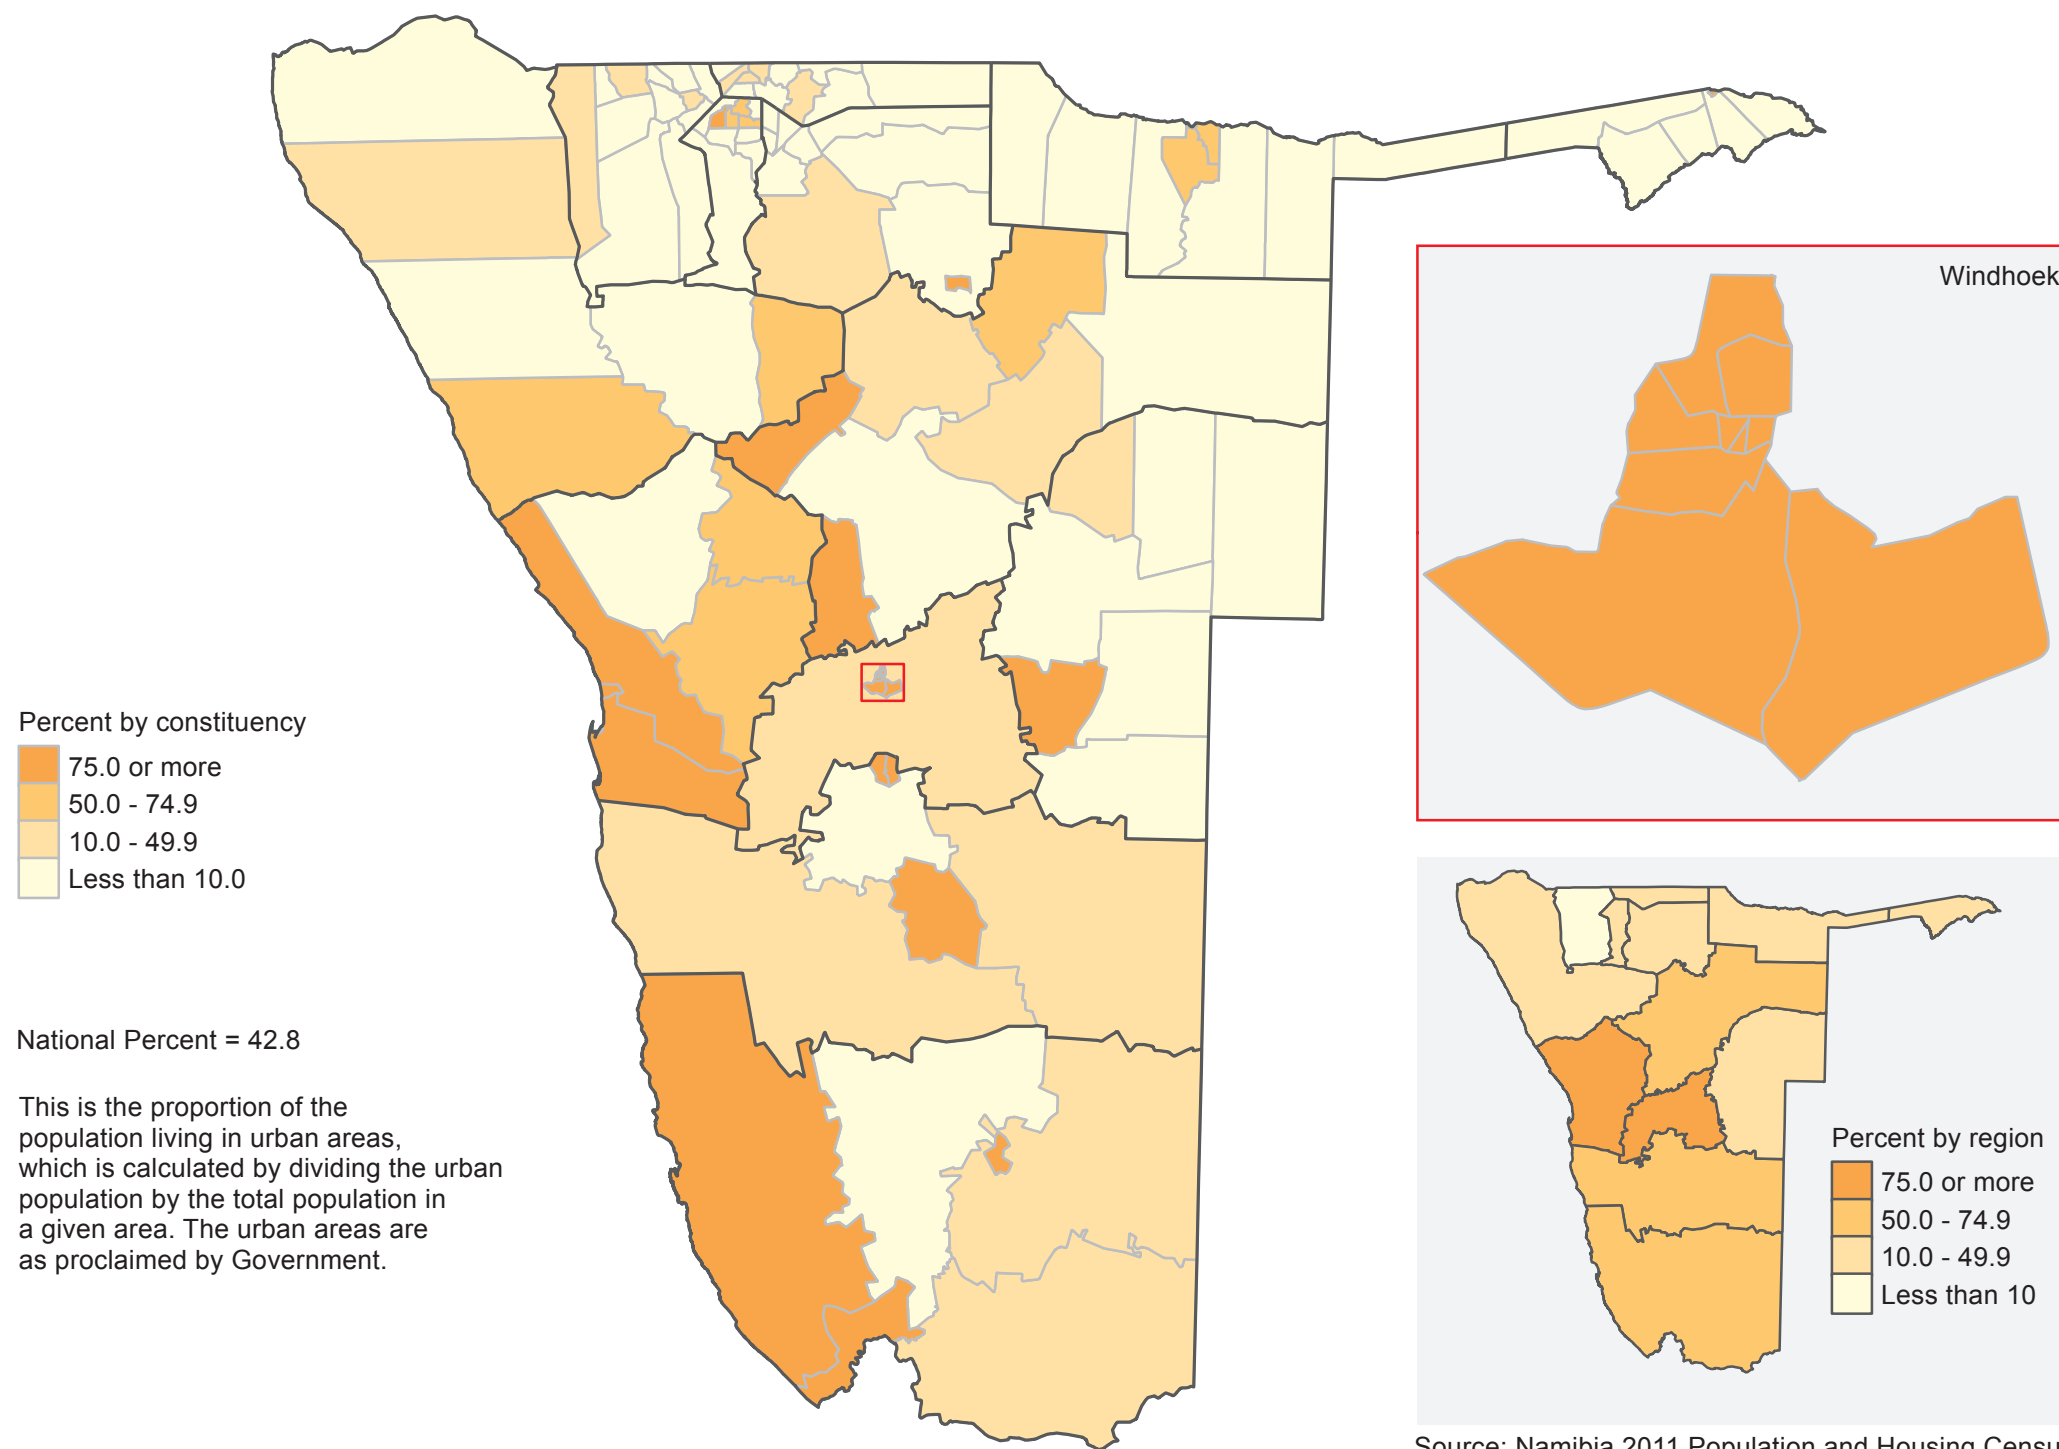 Windhoek
Percent by constituency
75.0 or more
50.0 - 74.9
10.0 - 49.9
Less than 10.0
National Percent = 42.8
This is the proportion of the
population living in urban areas,
which is calculated by dividing the urban
population by the total population in
a given area. The urban areas are
as proclaimed by Government.
Percent by region
75.0 or more
50.0 - 74.9
10.0 - 49.9
Less than 10
Source: Namibia 2011 Population and Housing Censu